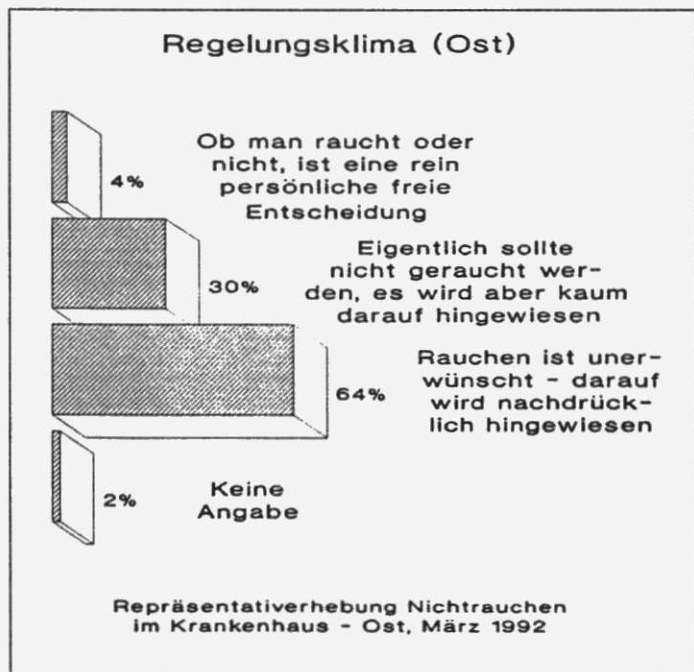 Regelungsklima (Ost)
4%
Ob man raucht oder
nicht, ist eine rein
persönliche freie
Entscheidung
30%
Eigentlich sollte
nicht geraucht wer-
den, es wird aber kaum
darauf hingewiesen
64%
Rauchen ist uner-
wünscht - darauf
wird nachdrück-
lich hingewiesen
2%
Keine
Angabe
Repräsentativerhebung Nichtrauchen
im Krankenhaus - Ost, März 1992